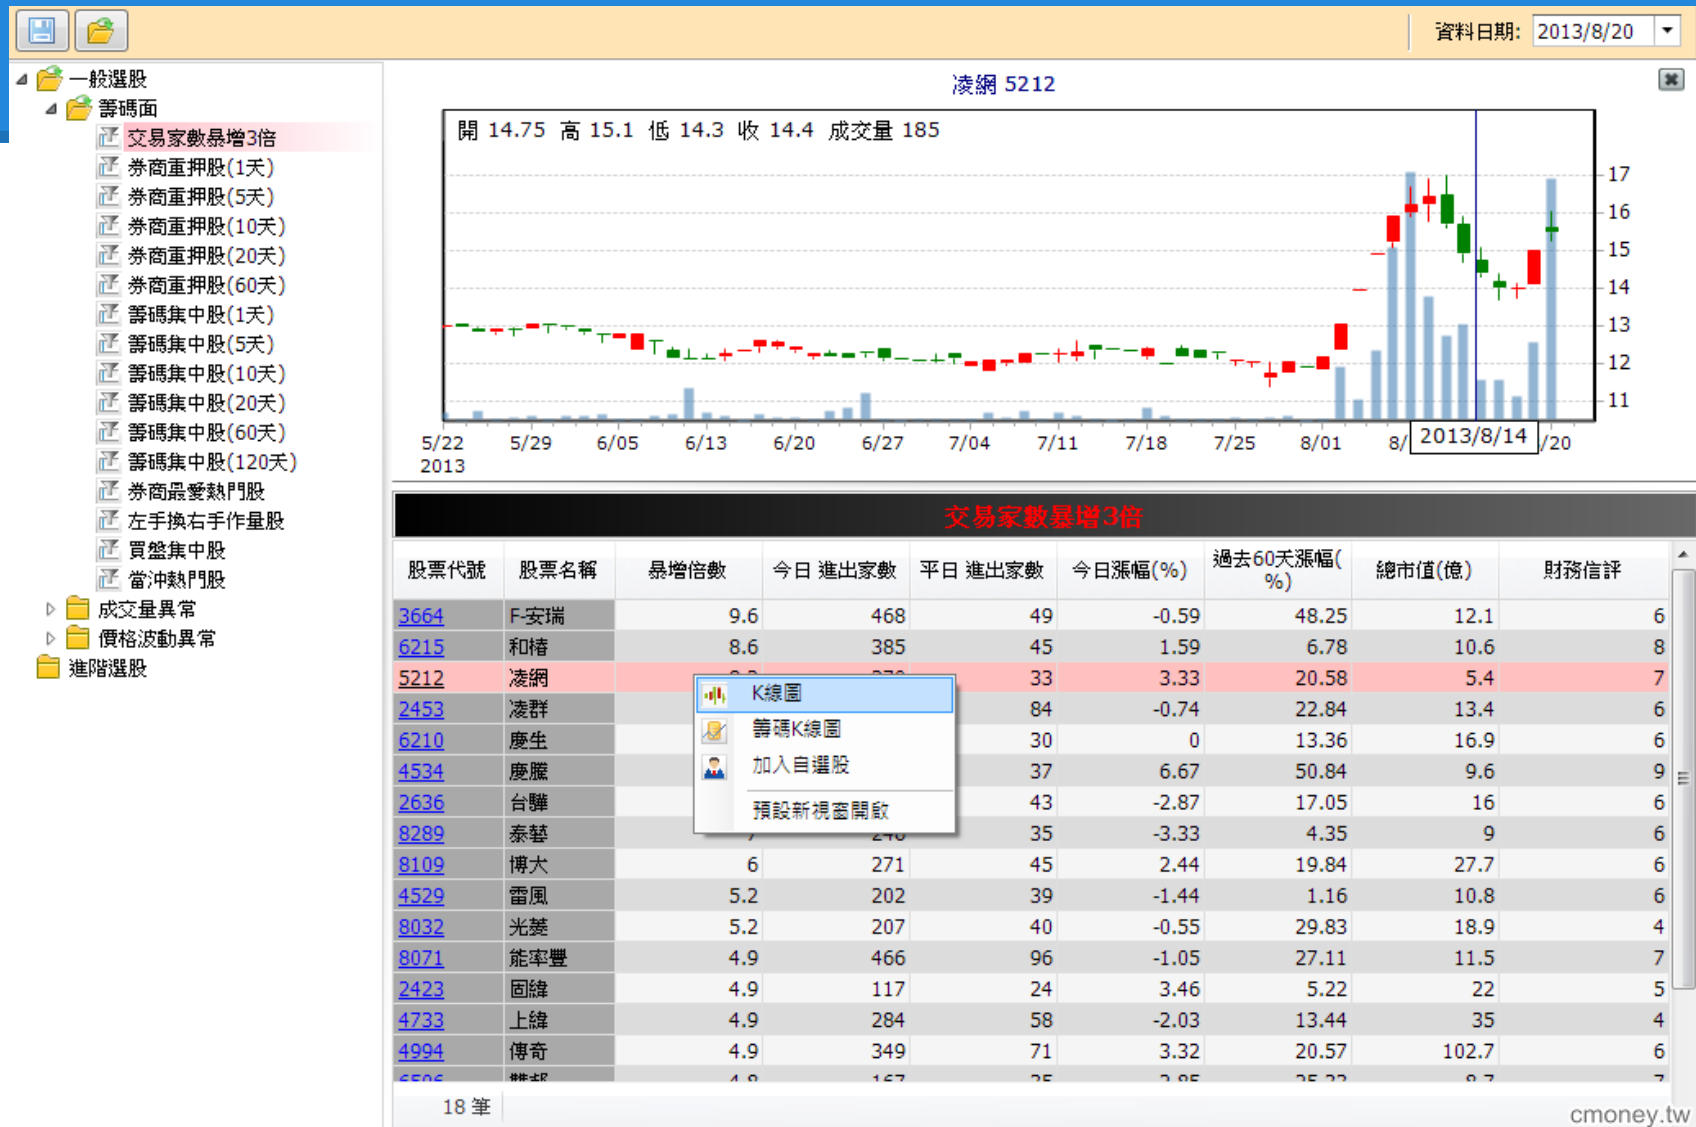 資料日期: 2013/8/20
一般選股
籌碼面
交易家數暴增3倍
券商重押股(1天)
券商重押股(5天)
券商重押股(10天)
券商重押股(20天)
券商重押股(60天)
籌碼集中股(1天)
籌碼集中股(5天)
籌碼集中股(10天)
籌碼集中股(20天)
籌碼集中股(60天)
籌碼集中股(120天)
券商最愛熱門股
左手換右手作量股
買盤集中股
當沖熱門股
成交量異常
價格波動異常
進階選股
凌網 5212
開 14.75 高 15.1 低 14.3 收 14.4 成交量 185
17
16
15
14
13
12
11
5/22 5/29 6/05 6/13 6/20 6/27 7/04 7/11 7/18 7/25 8/01 8/ 2013/8/14 /20
2013
交易家數暴增3倍
股票代號 股票名稱 暴增倍數 今日 進出家數 平日 進出家數 今日漲幅(%) 過去60天漲幅(%) 總市值(億) 財務信評
3664 F-安瑞 9.6 468 49 -0.59 48.25 12.1 6
6215 和椿 8.6 385 45 1.59 6.78 10.6 8
5212 凌網 33 3.33 20.58 5.4 7
2453 凌群 84 -0.74 22.84 13.4 6
6210 慶生 30 0 13.36 16.9 6
4534 慶騰 37 6.67 50.84 9.6 9
2636 台驊 43 -2.87 17.05 16 6
8289 泰藝 35 -3.33 4.35 9 6
8109 博大 6 271 45 2.44 19.84 27.7 6
4529 雷風 5.2 202 39 -1.44 1.16 10.8 6
8032 光菱 5.2 207 40 -0.55 29.83 18.9 4
8071 能率豐 4.9 466 96 -1.05 27.11 11.5 7
2423 固緯 4.9 117 24 3.46 5.22 22 5
4733 上緯 4.9 284 58 -2.03 13.44 35 4
4994 傳奇 4.9 349 71 3.32 20.57 102.7 6
K線圖
籌碼K線圖
加入自選股
預設新視窗開啟
18 筆
cmoney.tw